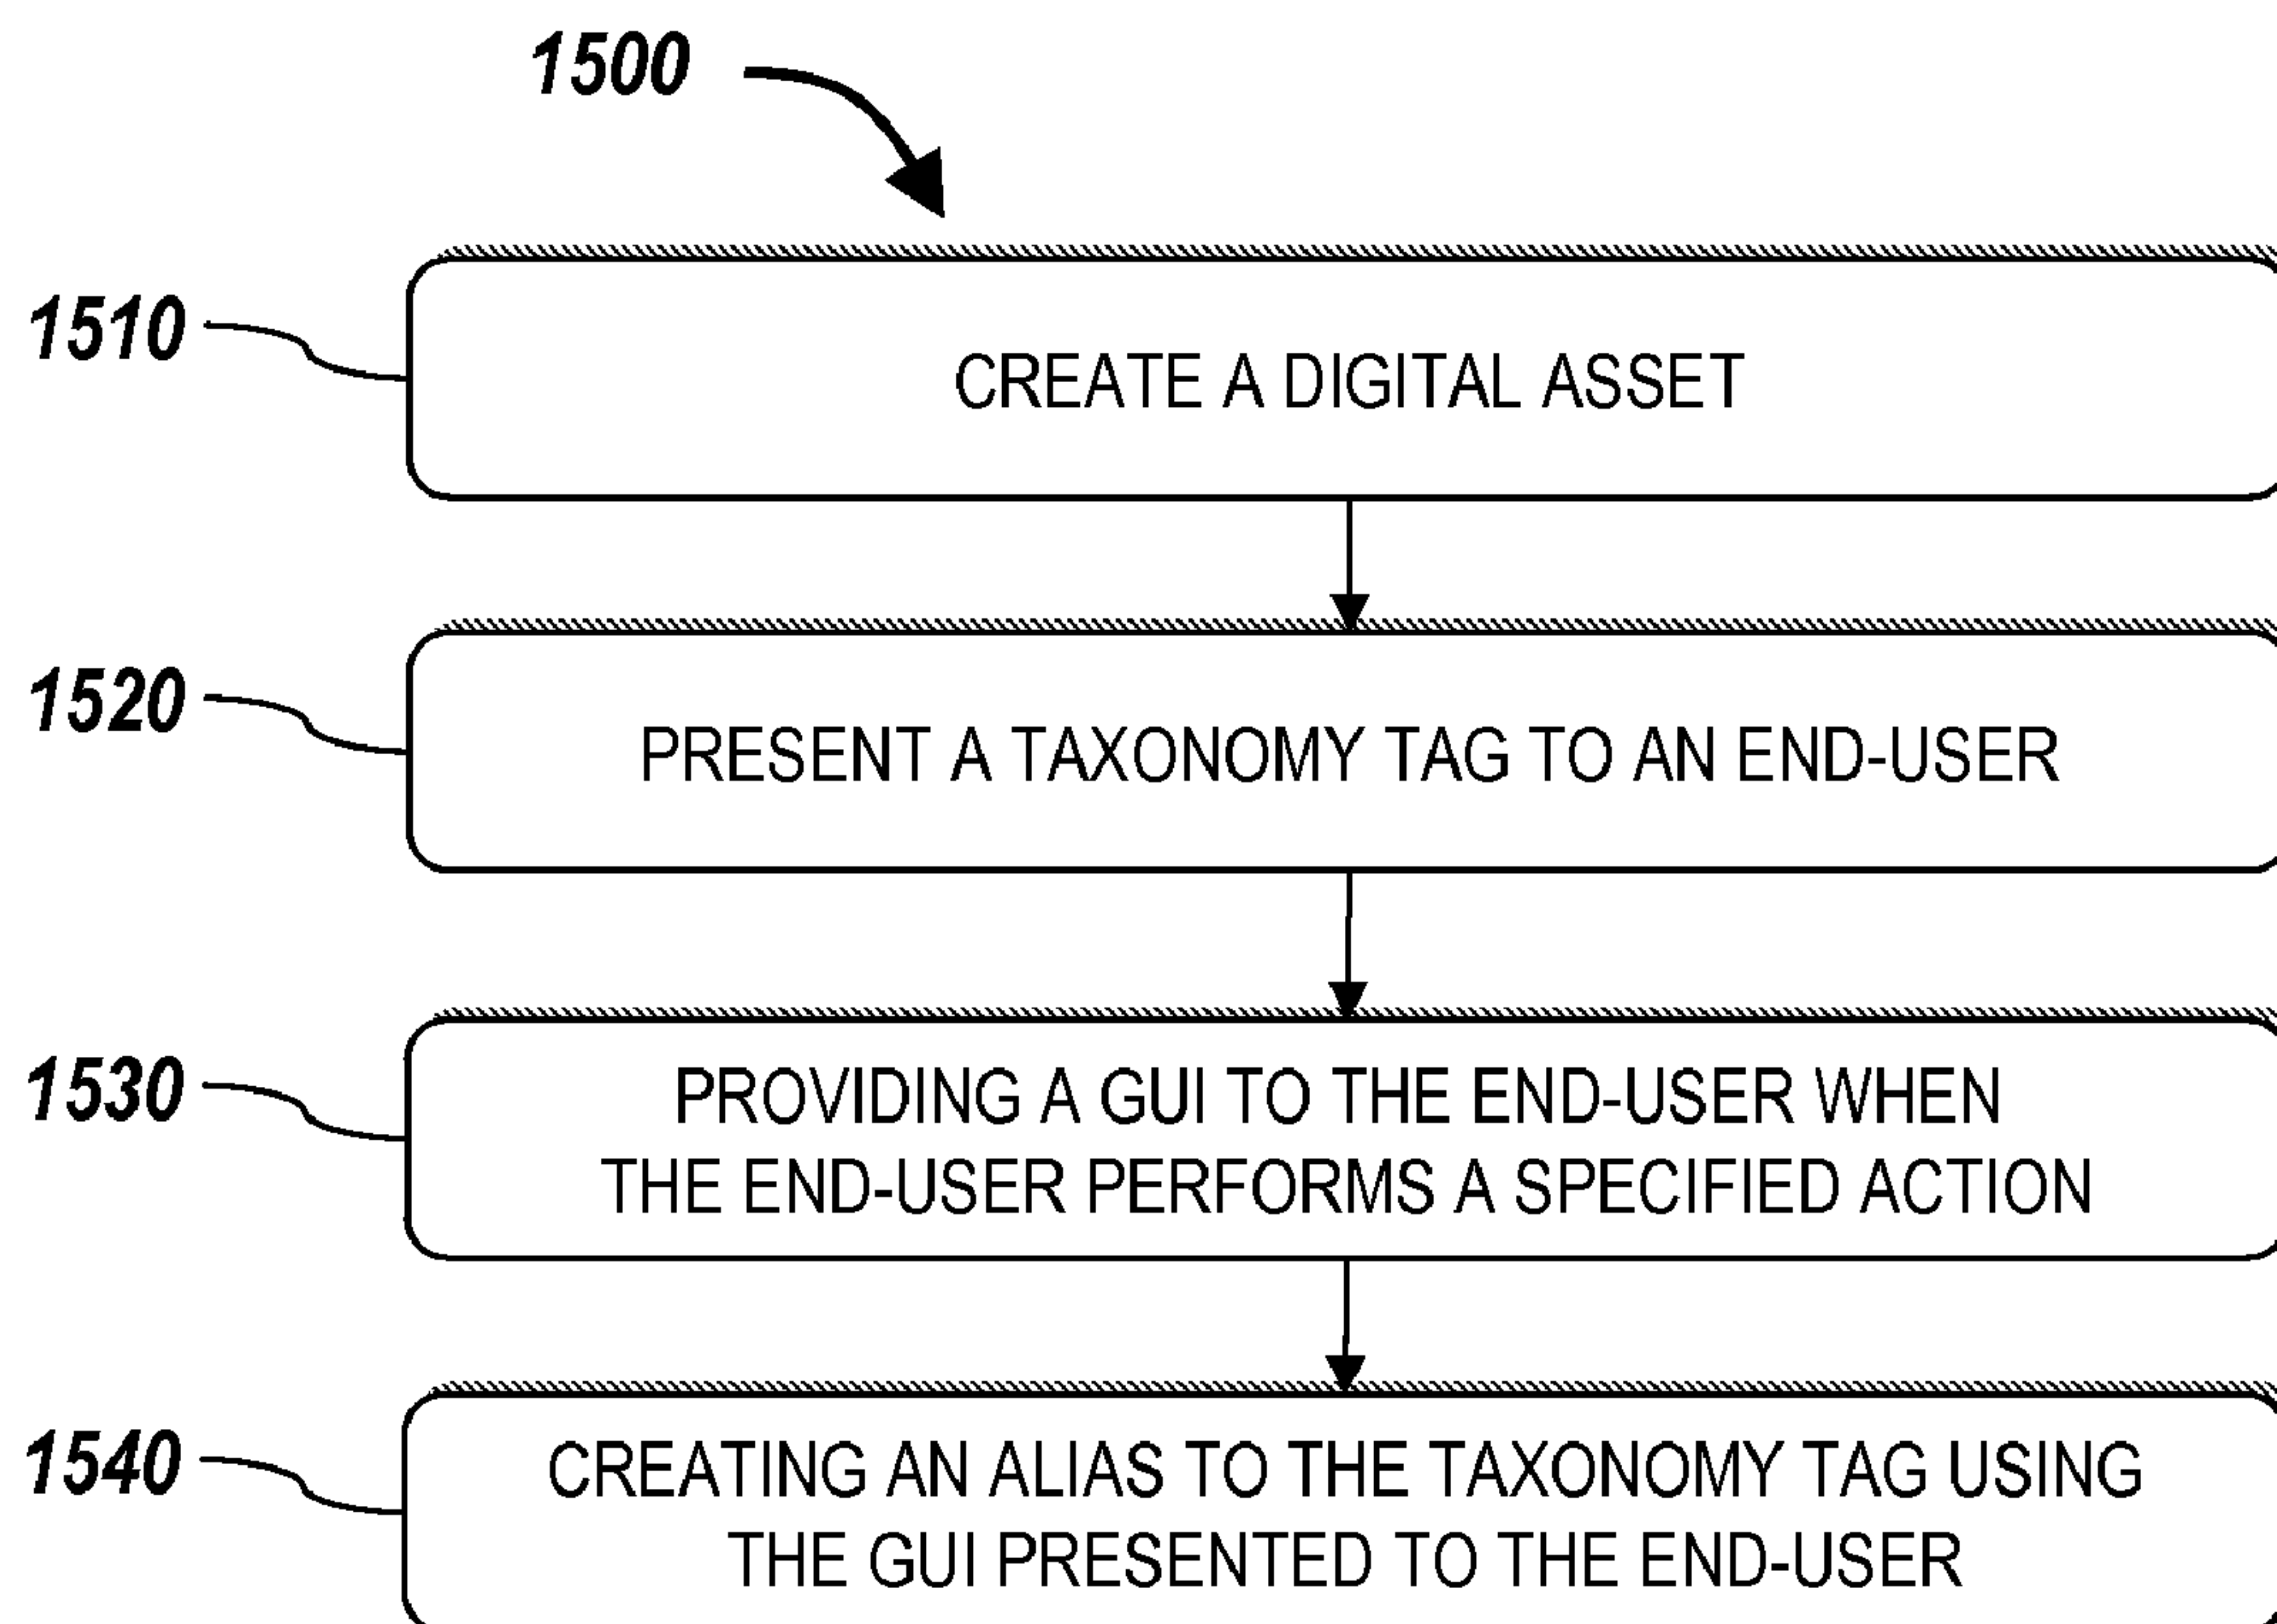 1500
1510
CREATE A DIGITAL ASSET
1520
PRESENT A TAXONOMY TAG TO AN END-USER
1530
PROVIDING A GUI TO THE END-USER WHEN
THE END-USER PERFORMS A SPECIFIED ACTION
1540
CREATING AN ALIAS TO THE TAXONOMY TAG USING
THE GUI PRESENTED TO THE END-USER